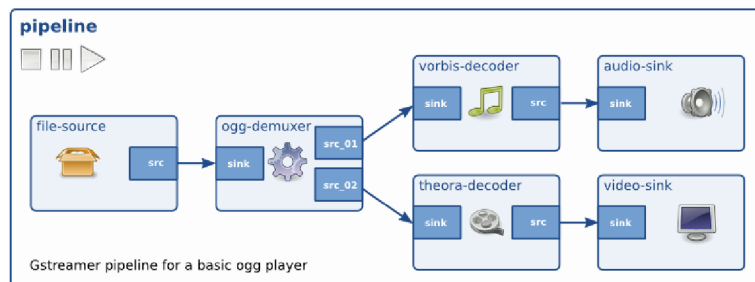 pipeline
vorbis-decoder
sink
src
audio-sink
sink
file-source
src
ogg-demuxer
sink
src_01
src_02
theora-decoder
sink
src
video-sink
sink
Gstreamer pipeline for a basic ogg player